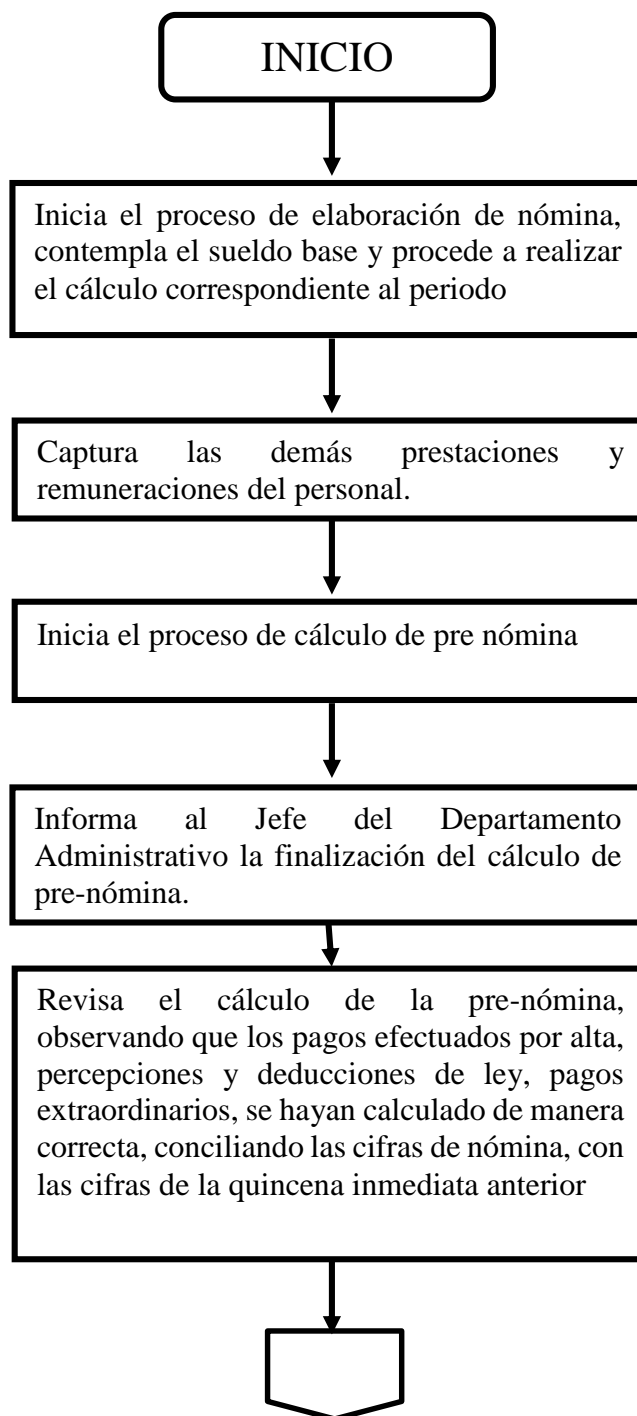 INICIO
Inicia el proceso de elaboración de nómina,
contempla el sueldo base y procede a realizar
el cálculo correspondiente al periodo
Captura las demás prestaciones y
remuneraciones del personal.
Inicia el proceso de cálculo de pre nómina
Informa al Jefe del Departamento
Administrativo la finalización del cálculo de
pre-nómina.
Revisa el cálculo de la pre-nómina,
observando que los pagos efectuados por alta,
percepciones y deducciones de ley, pagos
extraordinarios, se hayan calculado de manera
correcta, conciliando las cifras de nómina, con
las cifras de la quincena inmediata anterior